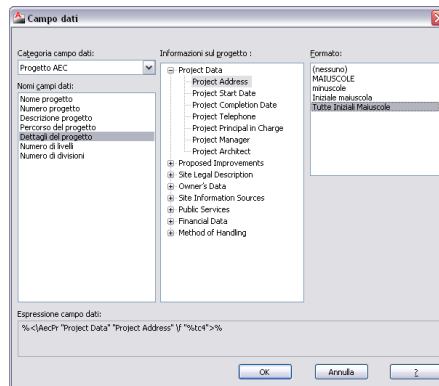 Campo dati
Categoria campo dati:
Progetto AEC
Nomi campi dati:
Nome progetto
Numero progetto
Descrizione progetto
Percorso del progetto
Dettagli del progetto
Numero di livelli
Numero di divisioni
Informazioni sul progetto :
Project Data
Project Address
Project Start Date
Project Completion Date
Project Telephone
Project Principal in Charge
Project Manager
Project Architect
Proposed Improvements
Site Legal Description
Owner's Data
Site Information Sources
Public Services
Financial Data
Method of Handling
Formato:
(nessuno)
MAIUSCOLE
minuscole
Iniziale maiuscola
Tutte Iniziali Maiuscole
Espressione campo dati:
%<\AecPr "Project Data" "Project Address" \f "%tc4">%
OK
Annulla
?